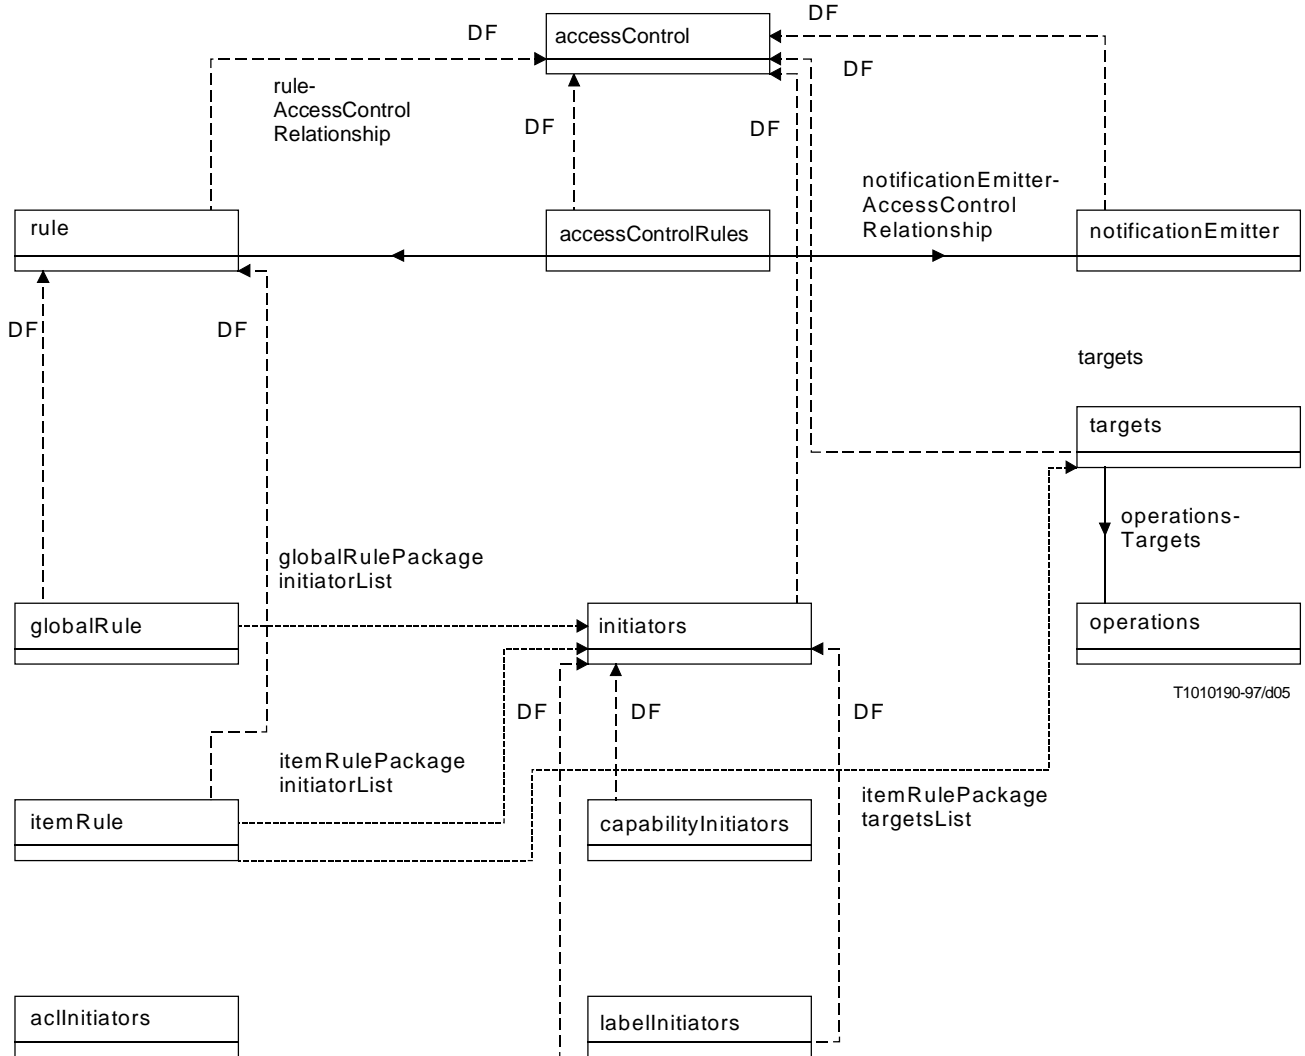 DF
accessControl
DF
DF
rule-
AccessControl
Relationship
DF
DF
notificationEmitter-
AccessControl
Relationship
rule
accessControlRules
notificationEmitter
DF
DF
targets
targets
operations-
Targets
globalRulePackage
initiatorList
globalRule
initiators
operations
T1010190-97/d05
DF
DF
DF
itemRulePackage
initiatorList
itemRulePackage
targetsList
itemRule
capabilityInitiators
aclInitiators
labelInitiators